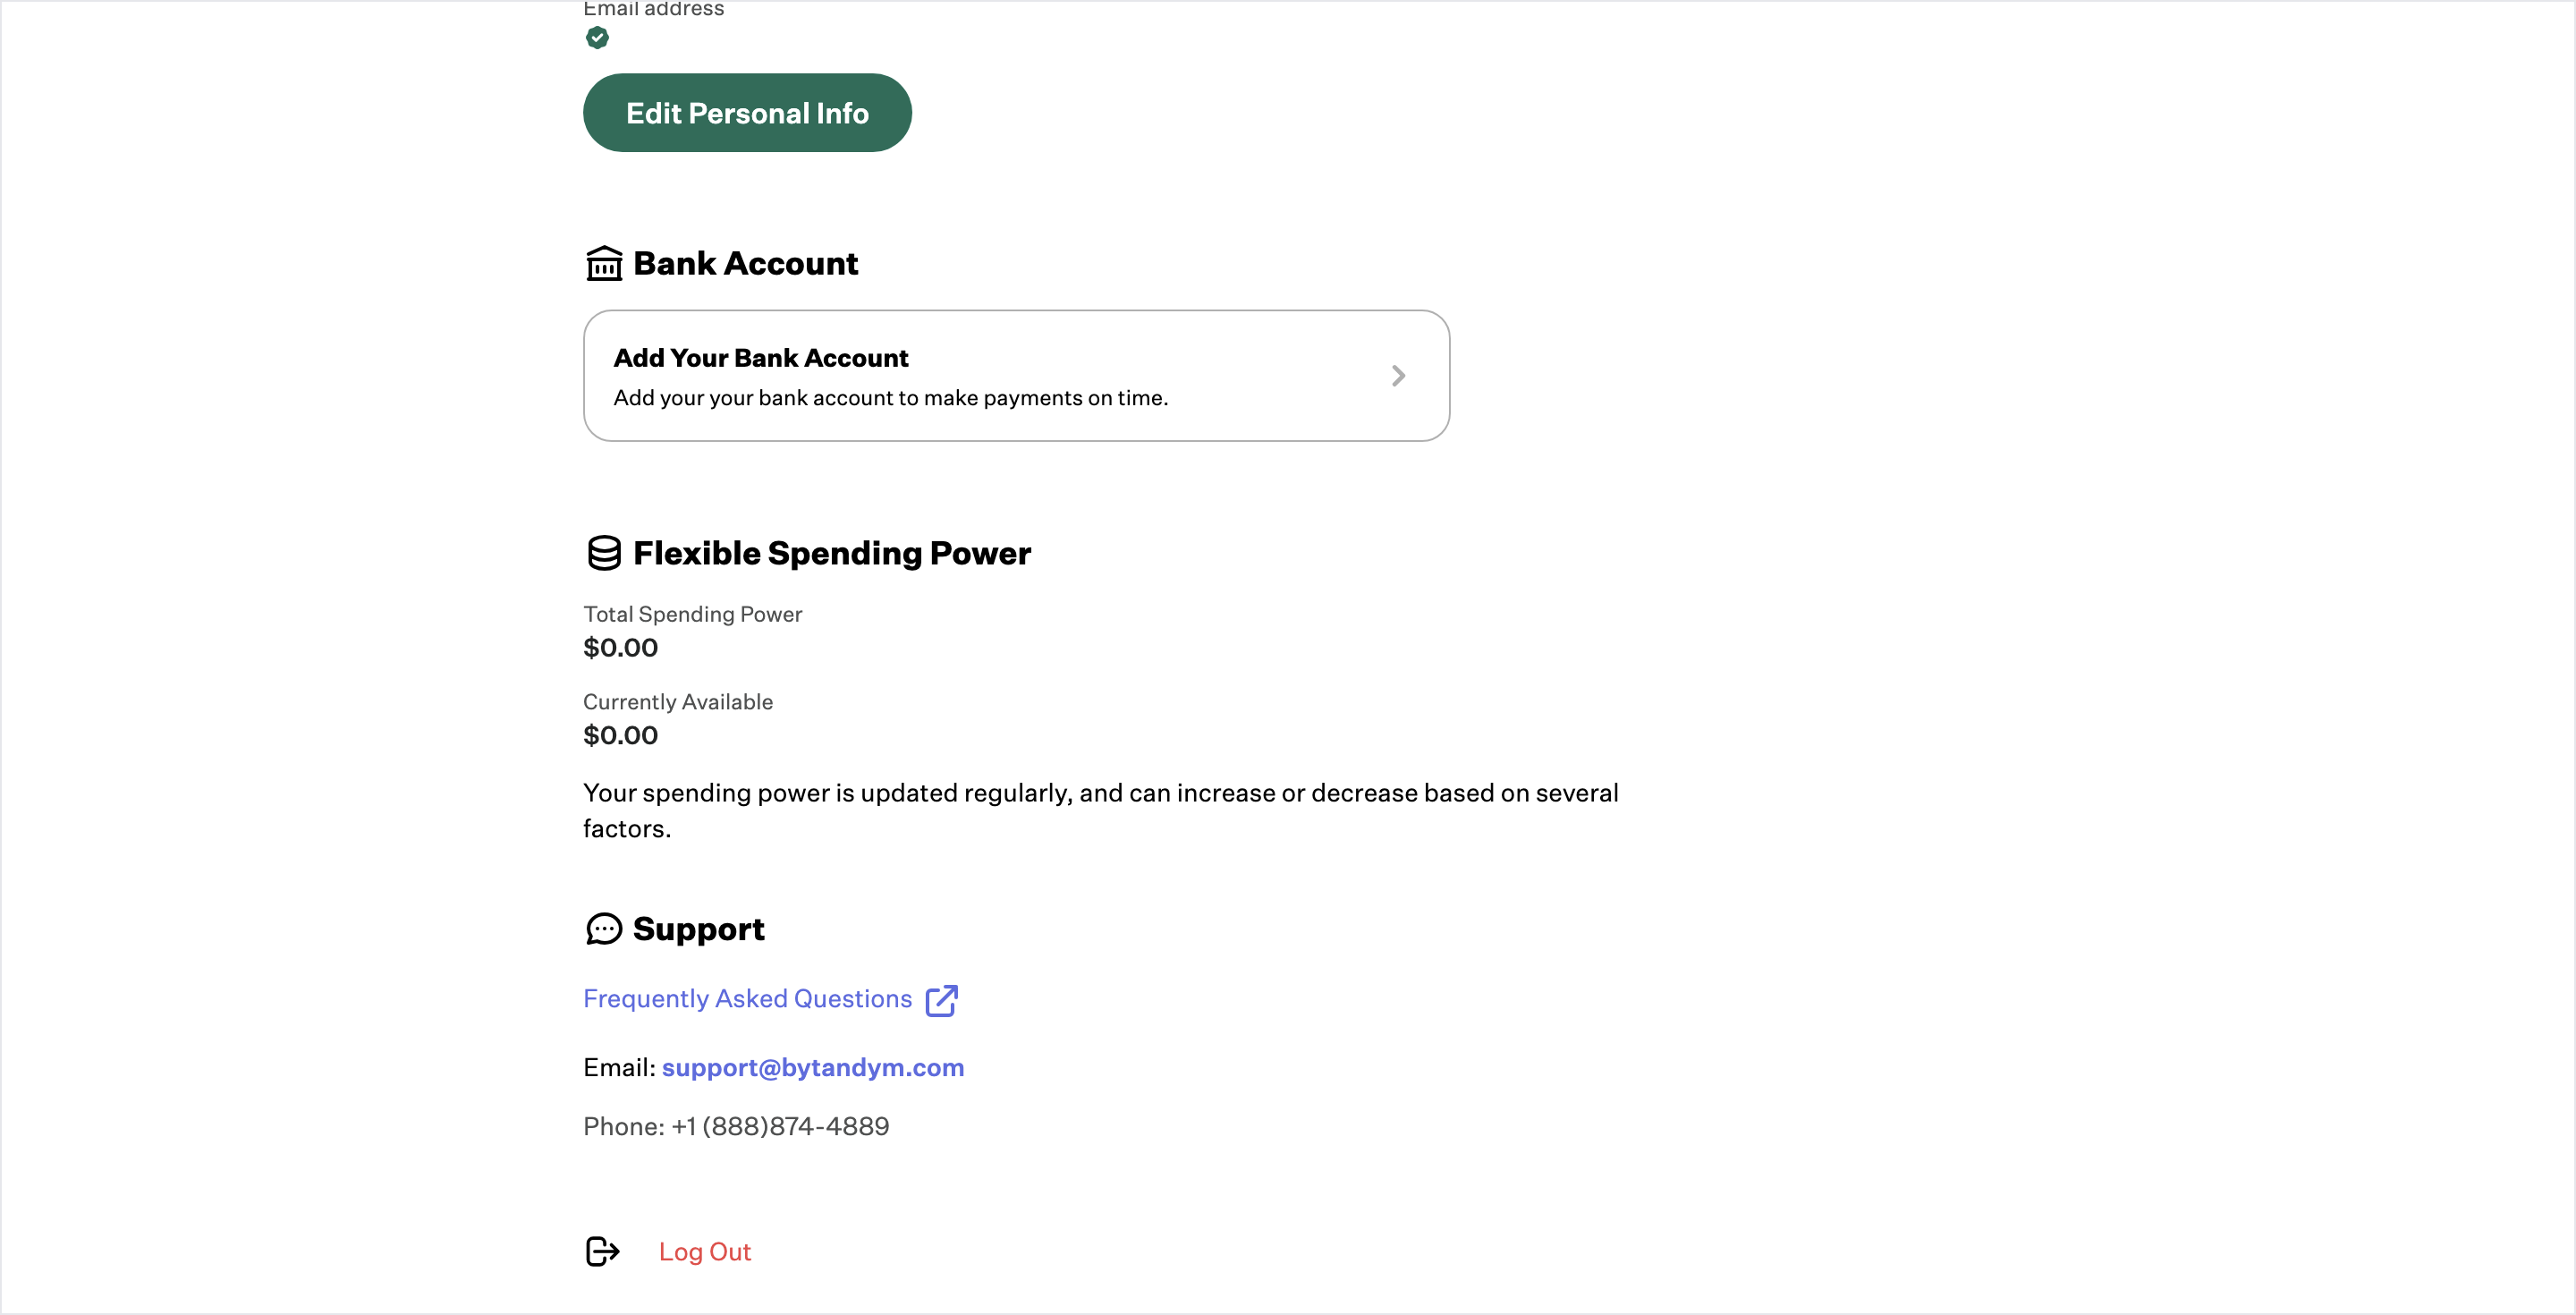 Email address
Edit Personal Info
Bank Account
Add Your Bank Account
Add your your bank account to make payments on time.
Flexible Spending Power
Total Spending Power
$0.00
Currently Available
$0.00
Your spending power is updated regularly, and can increase or decrease based on several
factors.
Support
Frequently Asked Questions
Email: support@bytandym.com
Phone: +1 (888)874-4889
Log Out